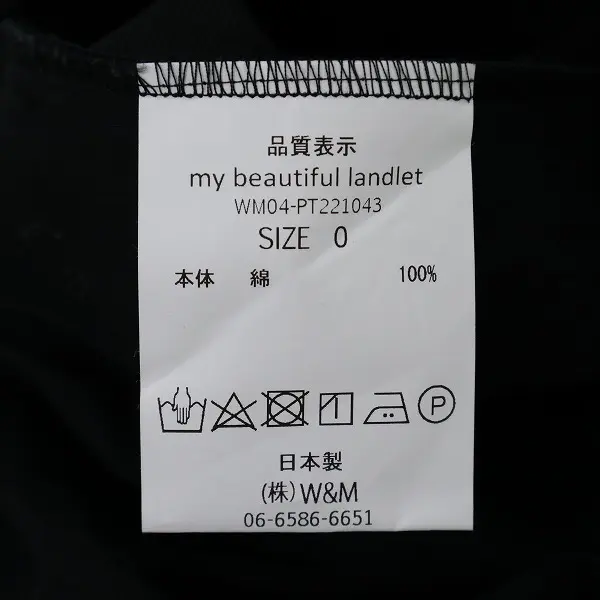 品質表示
my beautiful landlet
WM04-PT221043
SIZE 0
本体 綿 100%
P
日本製
(株)W&M
06-6586-6651